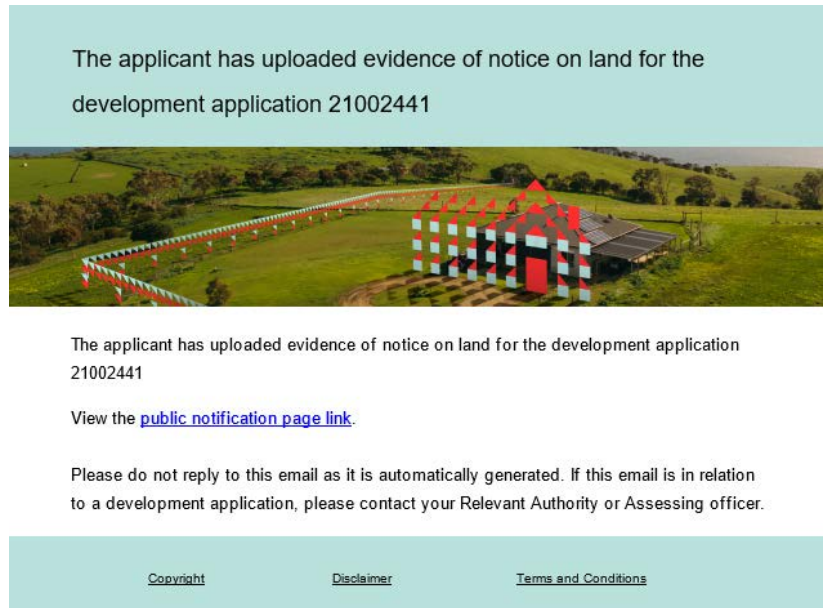 The applicant has uploaded evidence of notice on land for the
development application 21002441
The applicant has uploaded evidence of notice on land for the development application
21002441
View the public notification page link.
Please do not reply to this email as it is automatically generated. If this email is in relation
to a development application, please contact your Relevant Authority or Assessing officer.
Copyright
Disclaimer
Terms and Conditions